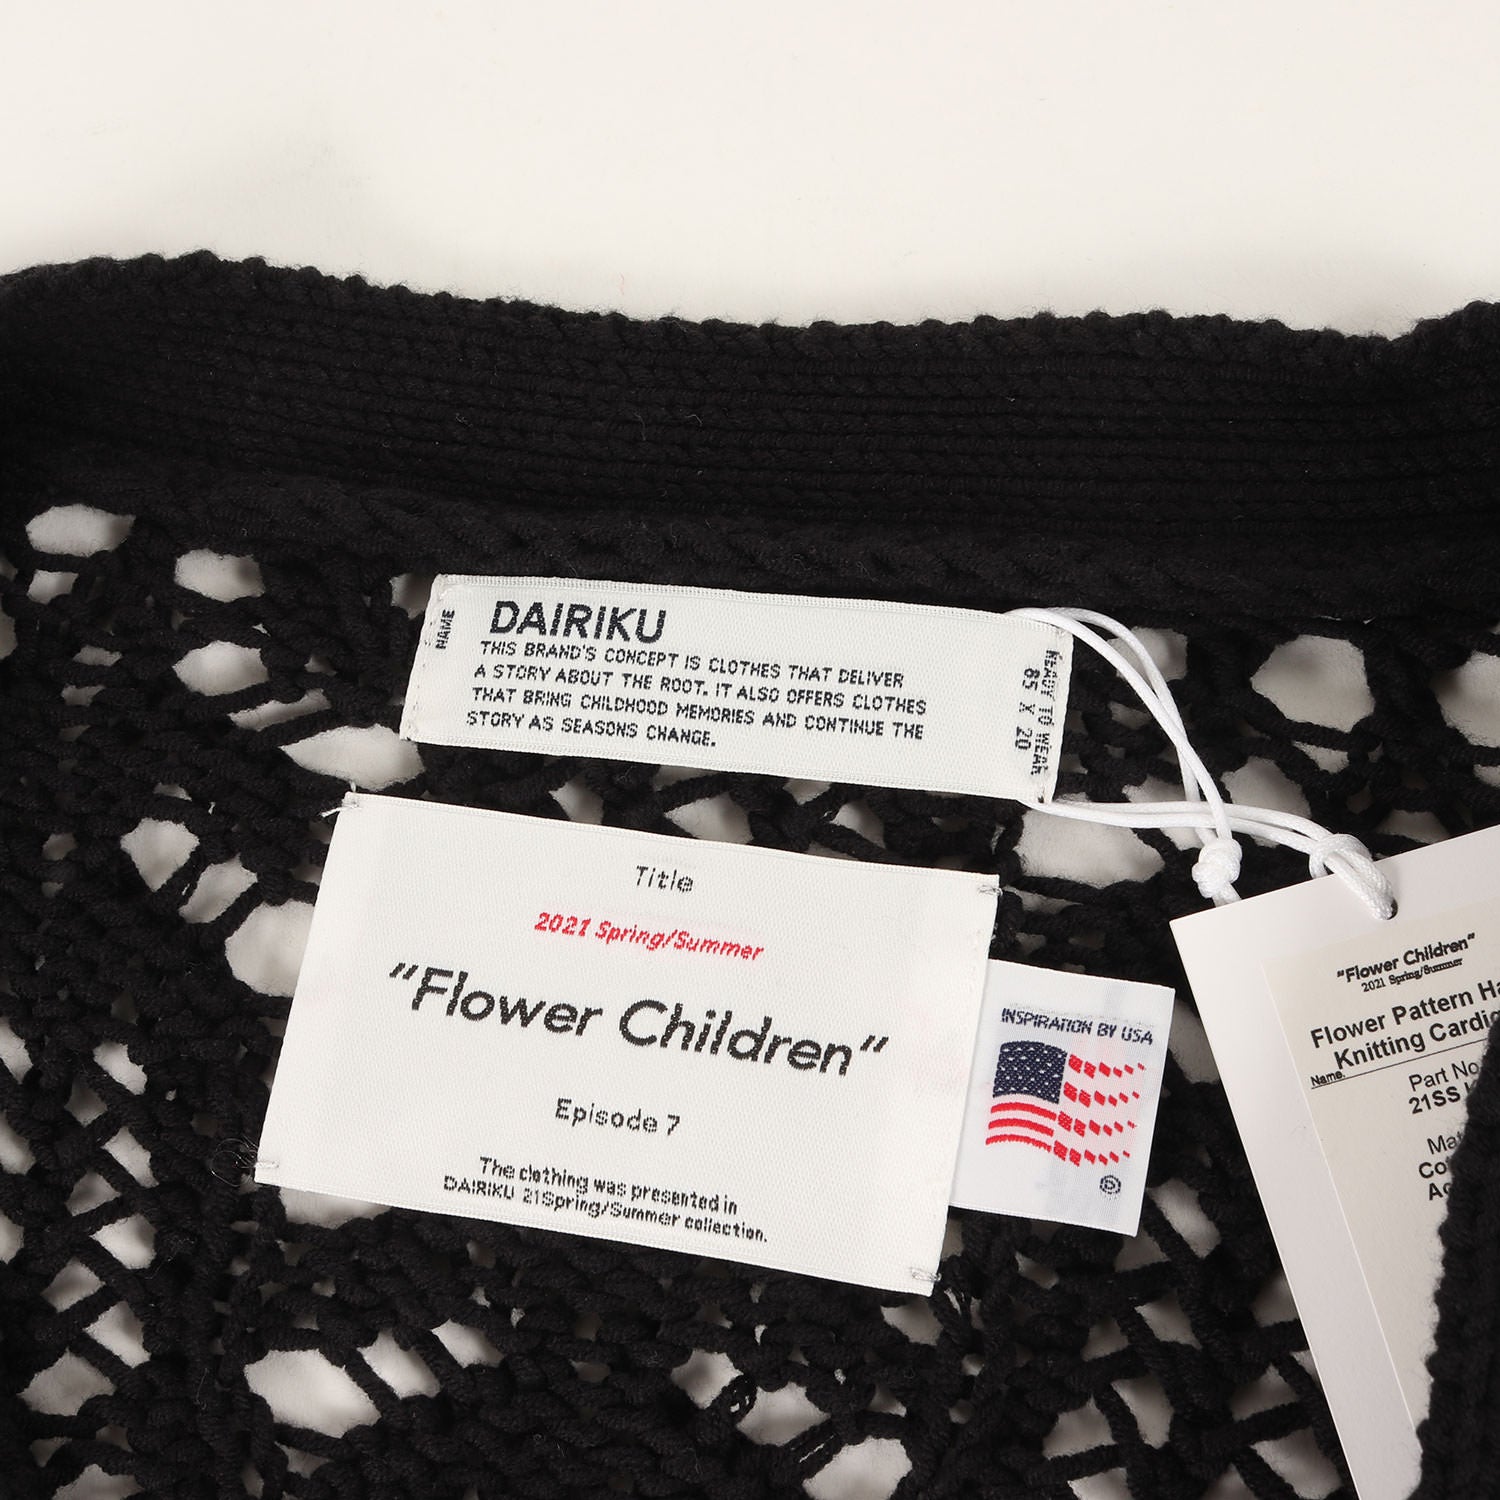 NAME
DAIRIKU
THIS BRAND'S CONCEPT IS CLOTHES THAT DELIVER
A STORY ABOUT THE ROOT. IT ALSO OFFERS CLOTHES
THAT BRING CHILDHOOD MEMORIES AND CONTINUE THE
STORY AS SEASONS CHANGE.
READY TO WEAR
85 X 20
Title
2021 Spring/Summer
"Flower Children"
Episode 7
The clothing was presented in
DAIRIKU 21Spring/Summer collection.
INSPIRATION BY USA
©
"Flower Children"
2021 Spring/Summer
Flower Pattern
Knitting
Name.
Part No
21SS